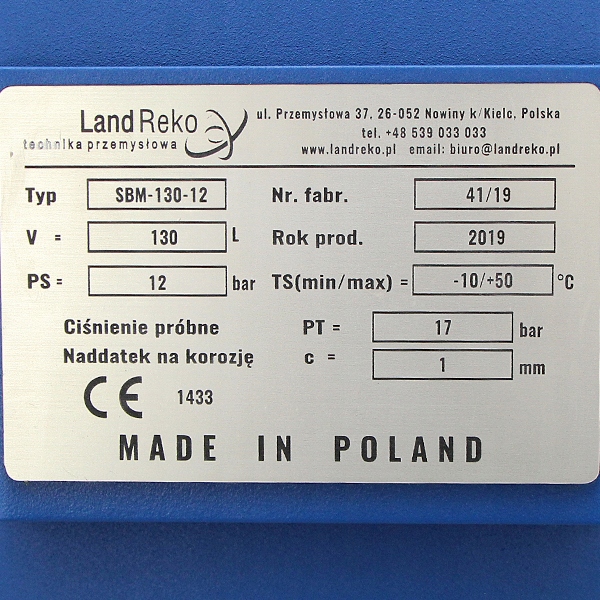 Land Reko
technika przemysłowa
ul. Przemysłowa 37, 26-052 Nowiny k/Kielc, Polska
tel. +48 539 033 033
www.landreko.pl email: biuro@landreko.pl
Typ SBM-130-12 Nr. fabr. 41/19
V = 130 L Rok prod. 2019
PS = 12 bar TS(min/max) = -10/+50 °C
Ciśnienie próbne PT = 17 bar
Naddatek na korozję c = 1 mm
CE 1433
MADE IN POLAND